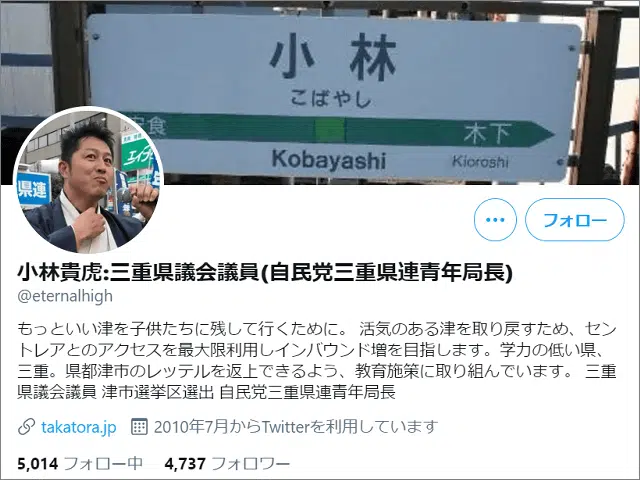 小林
こばやし
木下
Kobayashi
Kioroshi
県連
エイブ
小林貴虎:三重県議会議員(自民党三重県連青年局長)
@eternalhigh
フォロー
もっといい津を子供たちに残して行くために。 活気のある津を取り戻すため、セント
レアとのアクセスを最大限利用しインバウンド増を目指します。学力の低い県、
三重。県都津市のレッテルを返上できるよう、教育施策に取り組んでいます。 三重
県議会議員 津市選挙区選出 自民党三重県連青年局長
takatora.jp 2010年7月からTwitterを利用しています
5,014 フォロー中 4,737 フォロワー